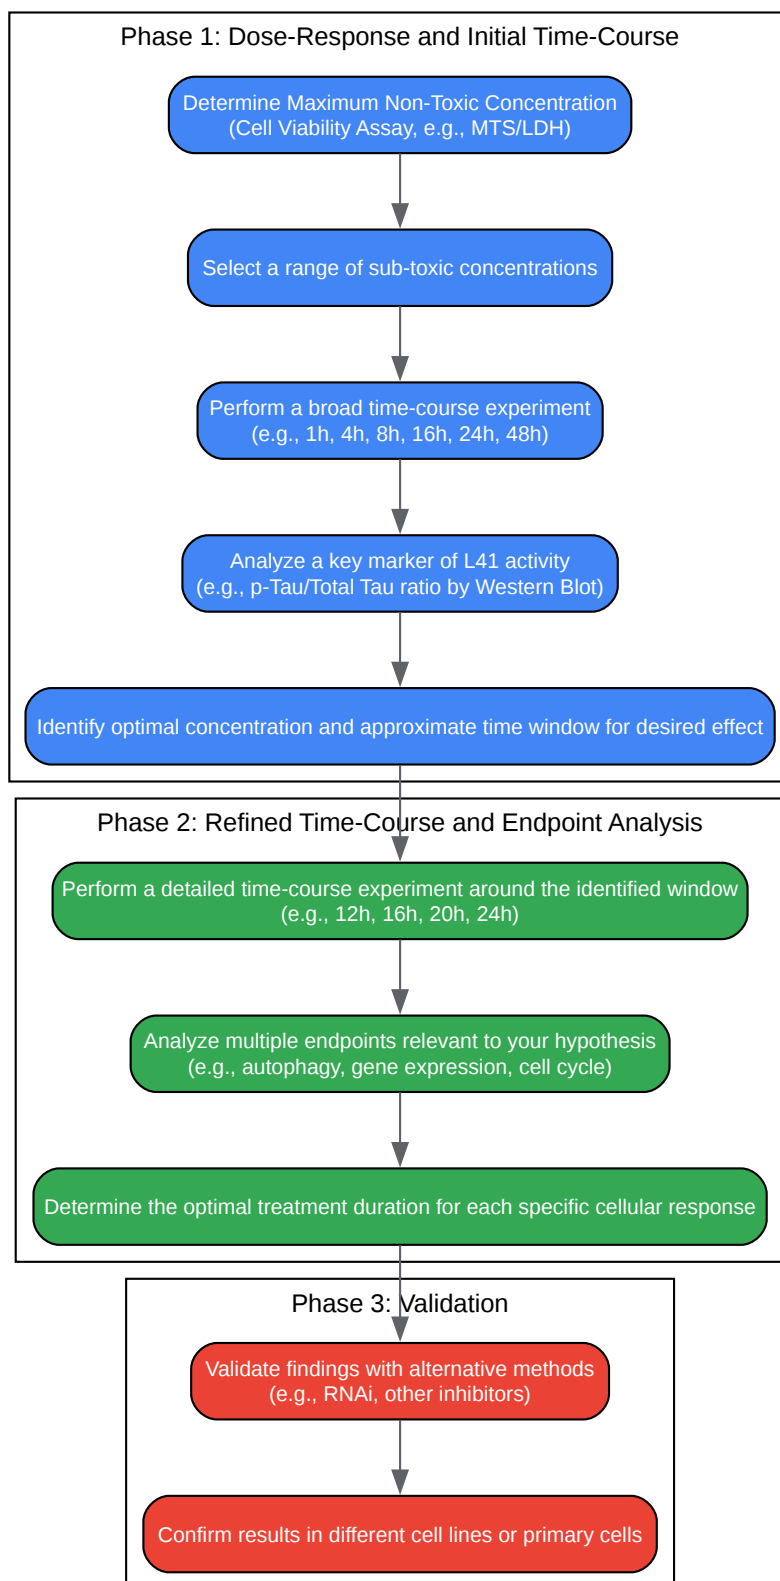 Phase 1: Dose-Response and Initial Time-Course
Determine Maximum Non-Toxic Concentration
(Cell Viability Assay, e.g., MTS/LDH)
Select a range of sub-toxic concentrations
Perform a broad time-course experiment
(e.g., 1h, 4h, 8h, 16h, 24h, 48h)
Analyze a key marker of L41 activity
(e.g., p-Tau/Total Tau ratio by Western Blot)
Identify optimal concentration and approximate time window for desired effect
Phase 2: Refined Time-Course and Endpoint Analysis
Perform a detailed time-course experiment around the identified window
(e.g., 12h, 16h, 20h, 24h)
Analyze multiple endpoints relevant to your hypothesis
(e.g., autophagy, gene expression, cell cycle)
Determine the optimal treatment duration for each specific cellular response
Phase 3: Validation
Validate findings with alternative methods
(e.g., RNAi, other inhibitors)
Confirm results in different cell lines or primary cells